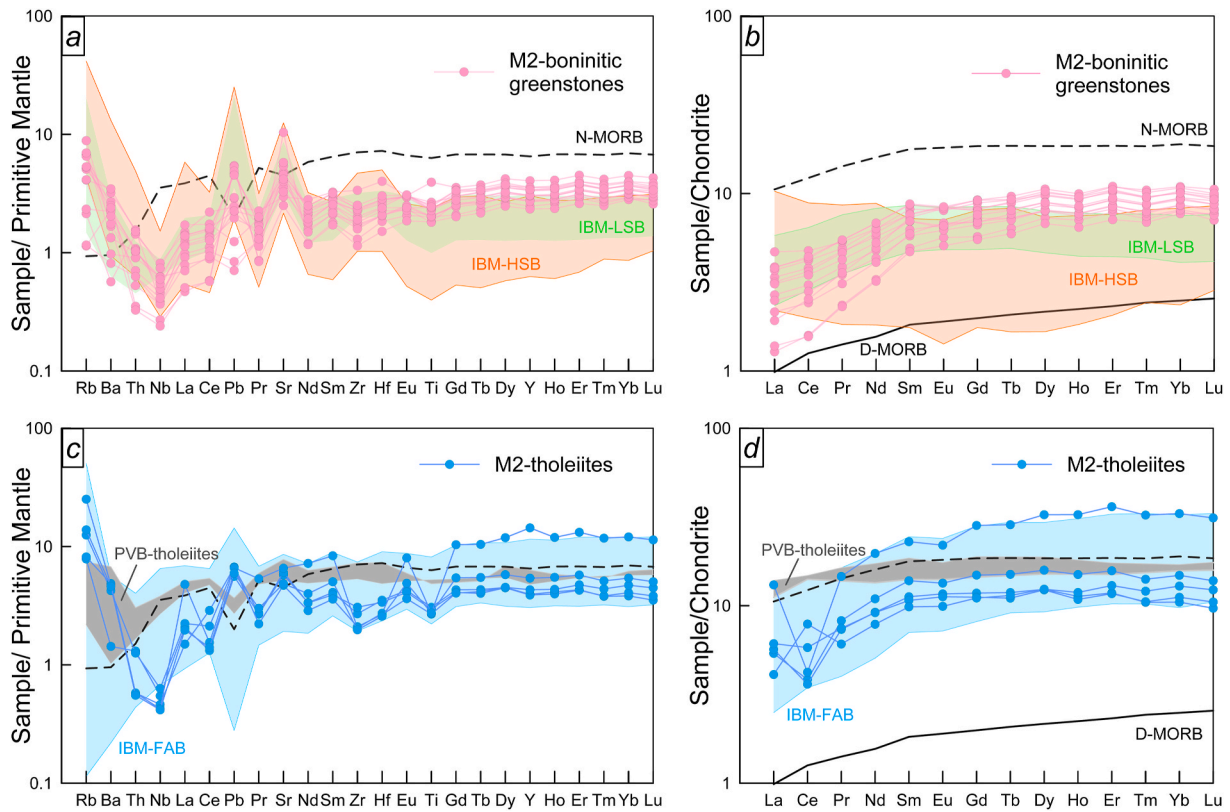 a
100
10
1
0.1
Sample/ Primitive Mantle
M2-boninitic
greenstones
N-MORB
IBM-LSB
IBM-HSB
Rb Ba Th Nb La Ce Pb Pr Sr Nd Sm Zr Hf Eu Ti Gd Tb Dy Y Ho Er Tm Yb Lu
b
100
10
1
Sample/Chondrite
M2-boninitic
greenstones
N-MORB
IBM-LSB
IBM-HSB
D-MORB
La Ce Pr Nd Sm Eu Gd Tb Dy Ho Er Tm Yb Lu
c
100
10
1
0.1
Sample/ Primitive Mantle
M2-tholeiites
PVB-tholeiites
IBM-FAB
Rb Ba Th Nb La Ce Pb Pr Sr Nd Sm Zr Hf Eu Ti Gd Tb Dy Y Ho Er Tm Yb Lu
d
100
10
1
Sample/Chondrite
M2-tholeiites
PVB-tholeiites
IBM-FAB
D-MORB
La Ce Pr Nd Sm Eu Gd Tb Dy Ho Er Tm Yb Lu